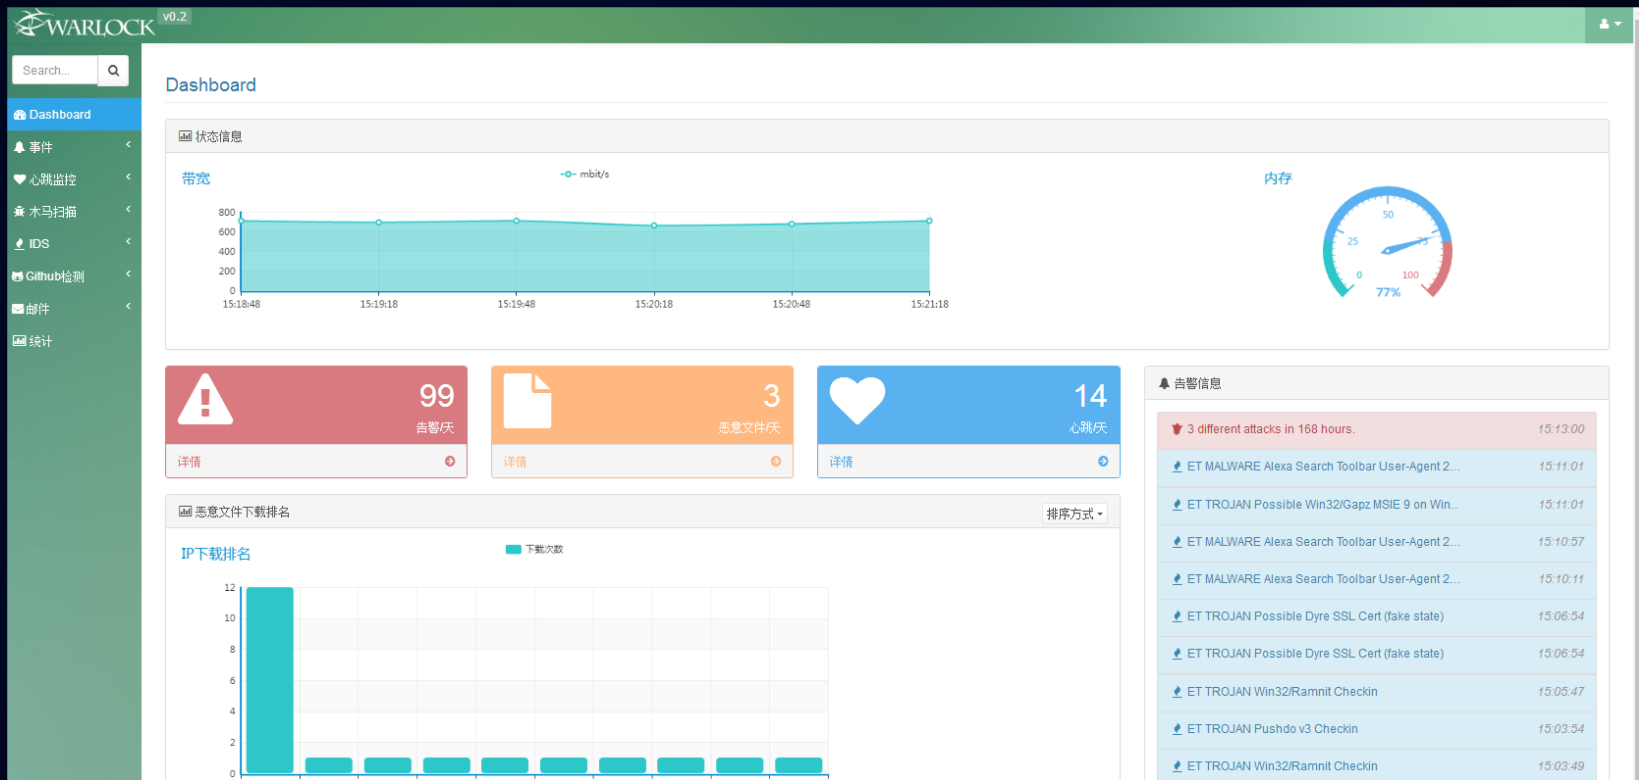 WARLOCK v0.2
Search...
Dashboard
事件
心跳监控
木马扫描
IDS
Github检测
邮件
统计
Dashboard
状态信息
带宽
mbit/s
800
600
400
200
0
15:18:48 15:19:18 15:19:48 15:20:18 15:20:48 15:21:18
内存
50
25 75
0 100
77%
99
告警/天
详情
3
恶意文件/天
详情
14
心跳/天
详情
恶意文件下载排名
排序方式
IP下载排名
下载次数
12
10
8
6
4
2
0
告警信息
3 different attacks in 168 hours. 15:13:00
ET MALWARE Alexa Search Toolbar User-Agent 2... 15:11:01
ET TROJAN Possible Win32/Gapz MSIE 9 on Win.. 15:11:01
ET MALWARE Alexa Search Toolbar User-Agent 2... 15:10:57
ET MALWARE Alexa Search Toolbar User-Agent 2... 15:10:11
ET TROJAN Possible Dyre SSL Cert (fake state) 15:06:54
ET TROJAN Possible Dyre SSL Cert (fake state) 15:06:54
ET TROJAN Win32/Ramnit Checkin 15:05:47
ET TROJAN Pushdo v3 Checkin 15:03:54
ET TROJAN Win32/Ramnit Checkin 15:03:49